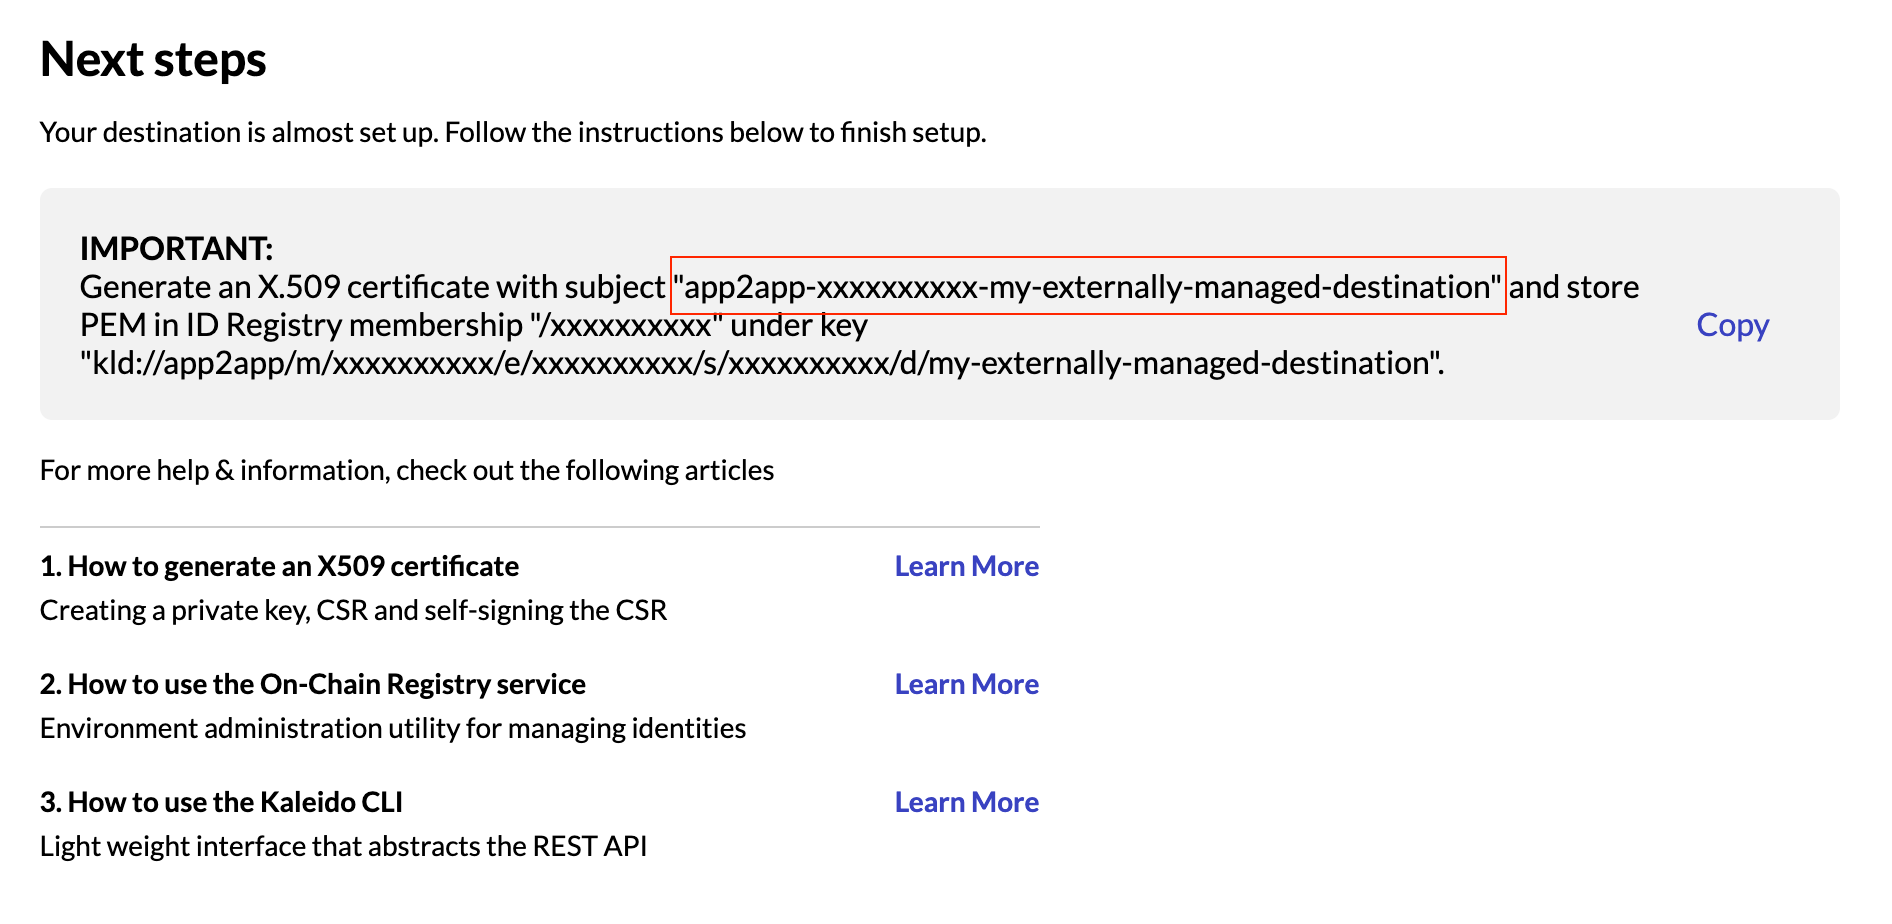 Next steps
Your destination is almost set up. Follow the instructions below to finish setup.
IMPORTANT:
Generate an X.509 certificate with subject "app2app-xxxxxxxxxx-my-externally-managed-destination" and store
PEM in ID Registry membership "/xxxxxxxxxx" under key
"kld://app2app/m/xxxxxxxxxx/e/xxxxxxxxxx/s/xxxxxxxxxx/d/my-externally-managed-destination".
Copy
For more help & information, check out the following articles
1. How to generate an X509 certificate
Learn More
Creating a private key, CSR and self-signing the CSR
2. How to use the On-Chain Registry service
Learn More
Environment administration utility for managing identities
3. How to use the Kaleido CLI
Learn More
Light weight interface that abstracts the REST API